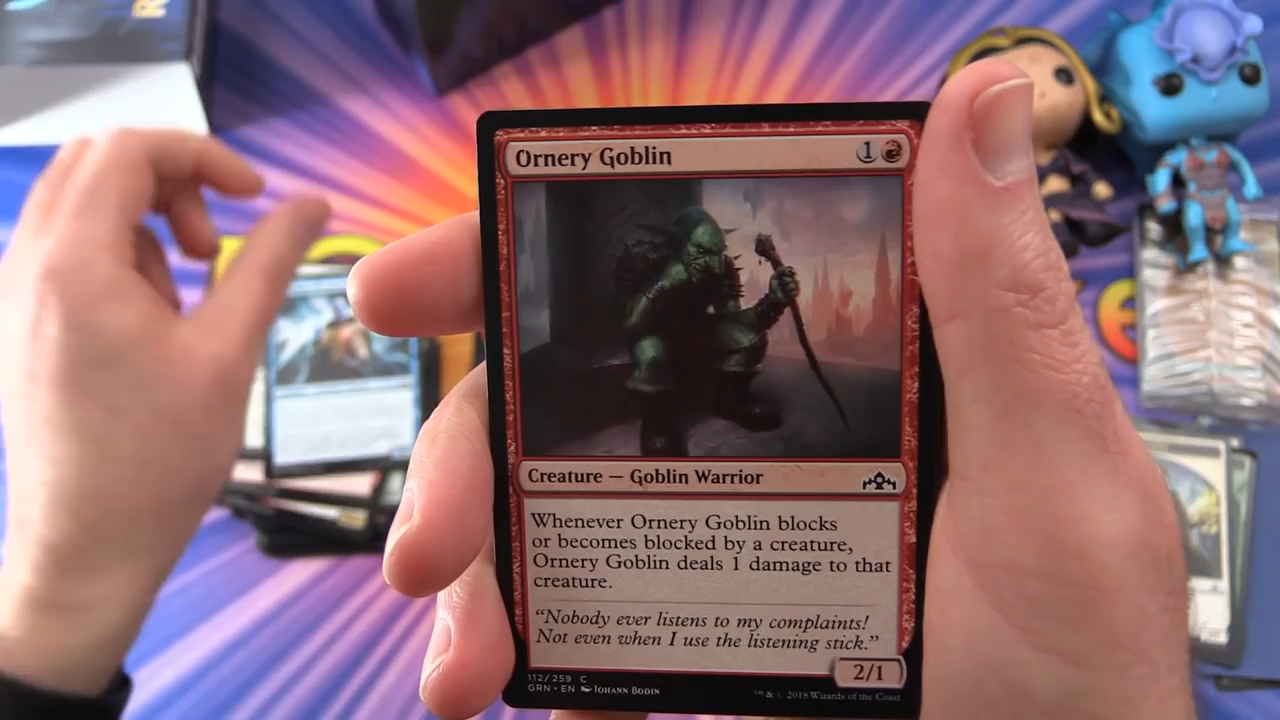 Ornery Goblin 1
Creature — Goblin Warrior
Whenever Ornery Goblin blocks
or becomes blocked by a creature,
Ornery Goblin deals 1 damage to that
creature.
“Nobody ever listens to my complaints!
Not even when I use the listening stick.”
2/1
112/259 C
GRN • EN Johann Bodin
™ & © 2018 Wizards of the Coast